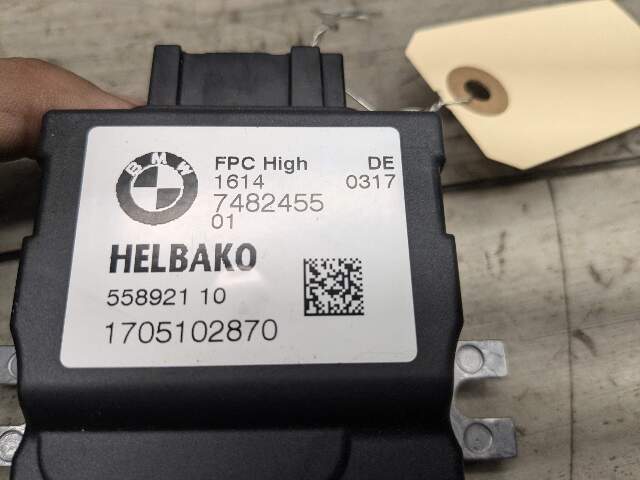 BMW
FPC High DE
1614 0317
7482455
01
HELBAKO
558921 10
1705102870